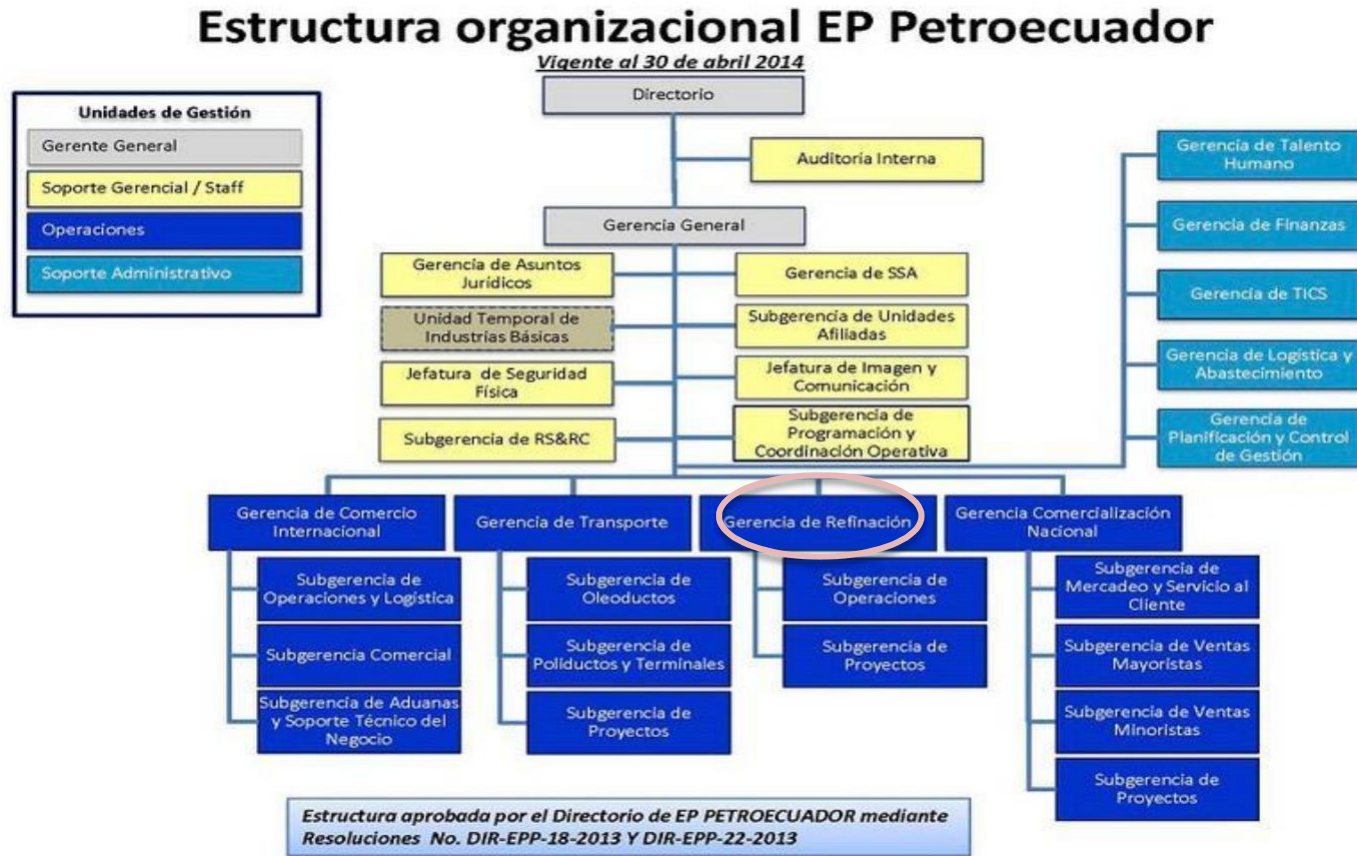 Estructura organizacional EP Petroecuador
Vigente al 30 de abril 2014
Unidades de Gestión
Gerente General
Soporte Gerencial / Staff
Operaciones
Soporte Administrativo
Directorio
Auditoría Interna
Gerencia General
Gerencia de Asuntos
Jurídicos
Gerencia de SSA
Unidad Temporal de
Industrias Básicas
Subgerencia de Unidades
Afiliadas
Jefatura de Seguridad
Física
Jefatura de Imagen y
Comunicación
Subgerencia de RS&RC
Subgerencia de
Programación y
Coordinación Operativa
Gerencia de Talento
Humano
Gerencia de Finanzas
Gerencia de TICS
Gerencia de Logística y
Abastecimiento
Gerencia de
Planificación y Control
de Gestión
Gerencia de Comercio
Internacional
Subgerencia de
Operaciones y Logística
Subgerencia Comercial
Subgerencia de Aduanas
y Soporte Técnico del
Negocio
Gerencia de Transporte
Subgerencia de
Oleoductos
Subgerencia de
Poliductos y Terminales
Subgerencia de
Proyectos
Gerencia de Refinación
Subgerencia de
Operaciones
Subgerencia de
Proyectos
Gerencia Comercialización
Nacional
Subgerencia de
Mercadeo y Servicio al
Cliente
Subgerencia de Ventas
Mayoristas
Subgerencia de Ventas
Minoristas
Subgerencia de
Proyectos
Estructura aprobada por el Directorio de EP PETROECUADOR mediante
Resoluciones No. DIR-EPP-18-2013 Y DIR-EPP-22-2013